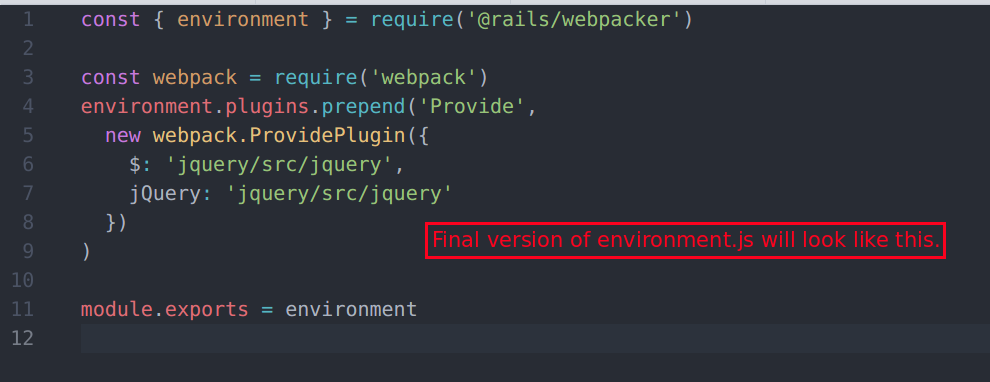 1 const { environment } = require('@rails/webpacker')
2
3 const webpack = require('webpack')
4 environment.plugins.prepend('Provide',
5   new webpack.ProvidePlugin({
6     $: 'jquery/src/jquery',
7     jQuery: 'jquery/src/jquery'
8   })
Final version of environment.js will look like this.
9 )
10
11 module.exports = environment
12